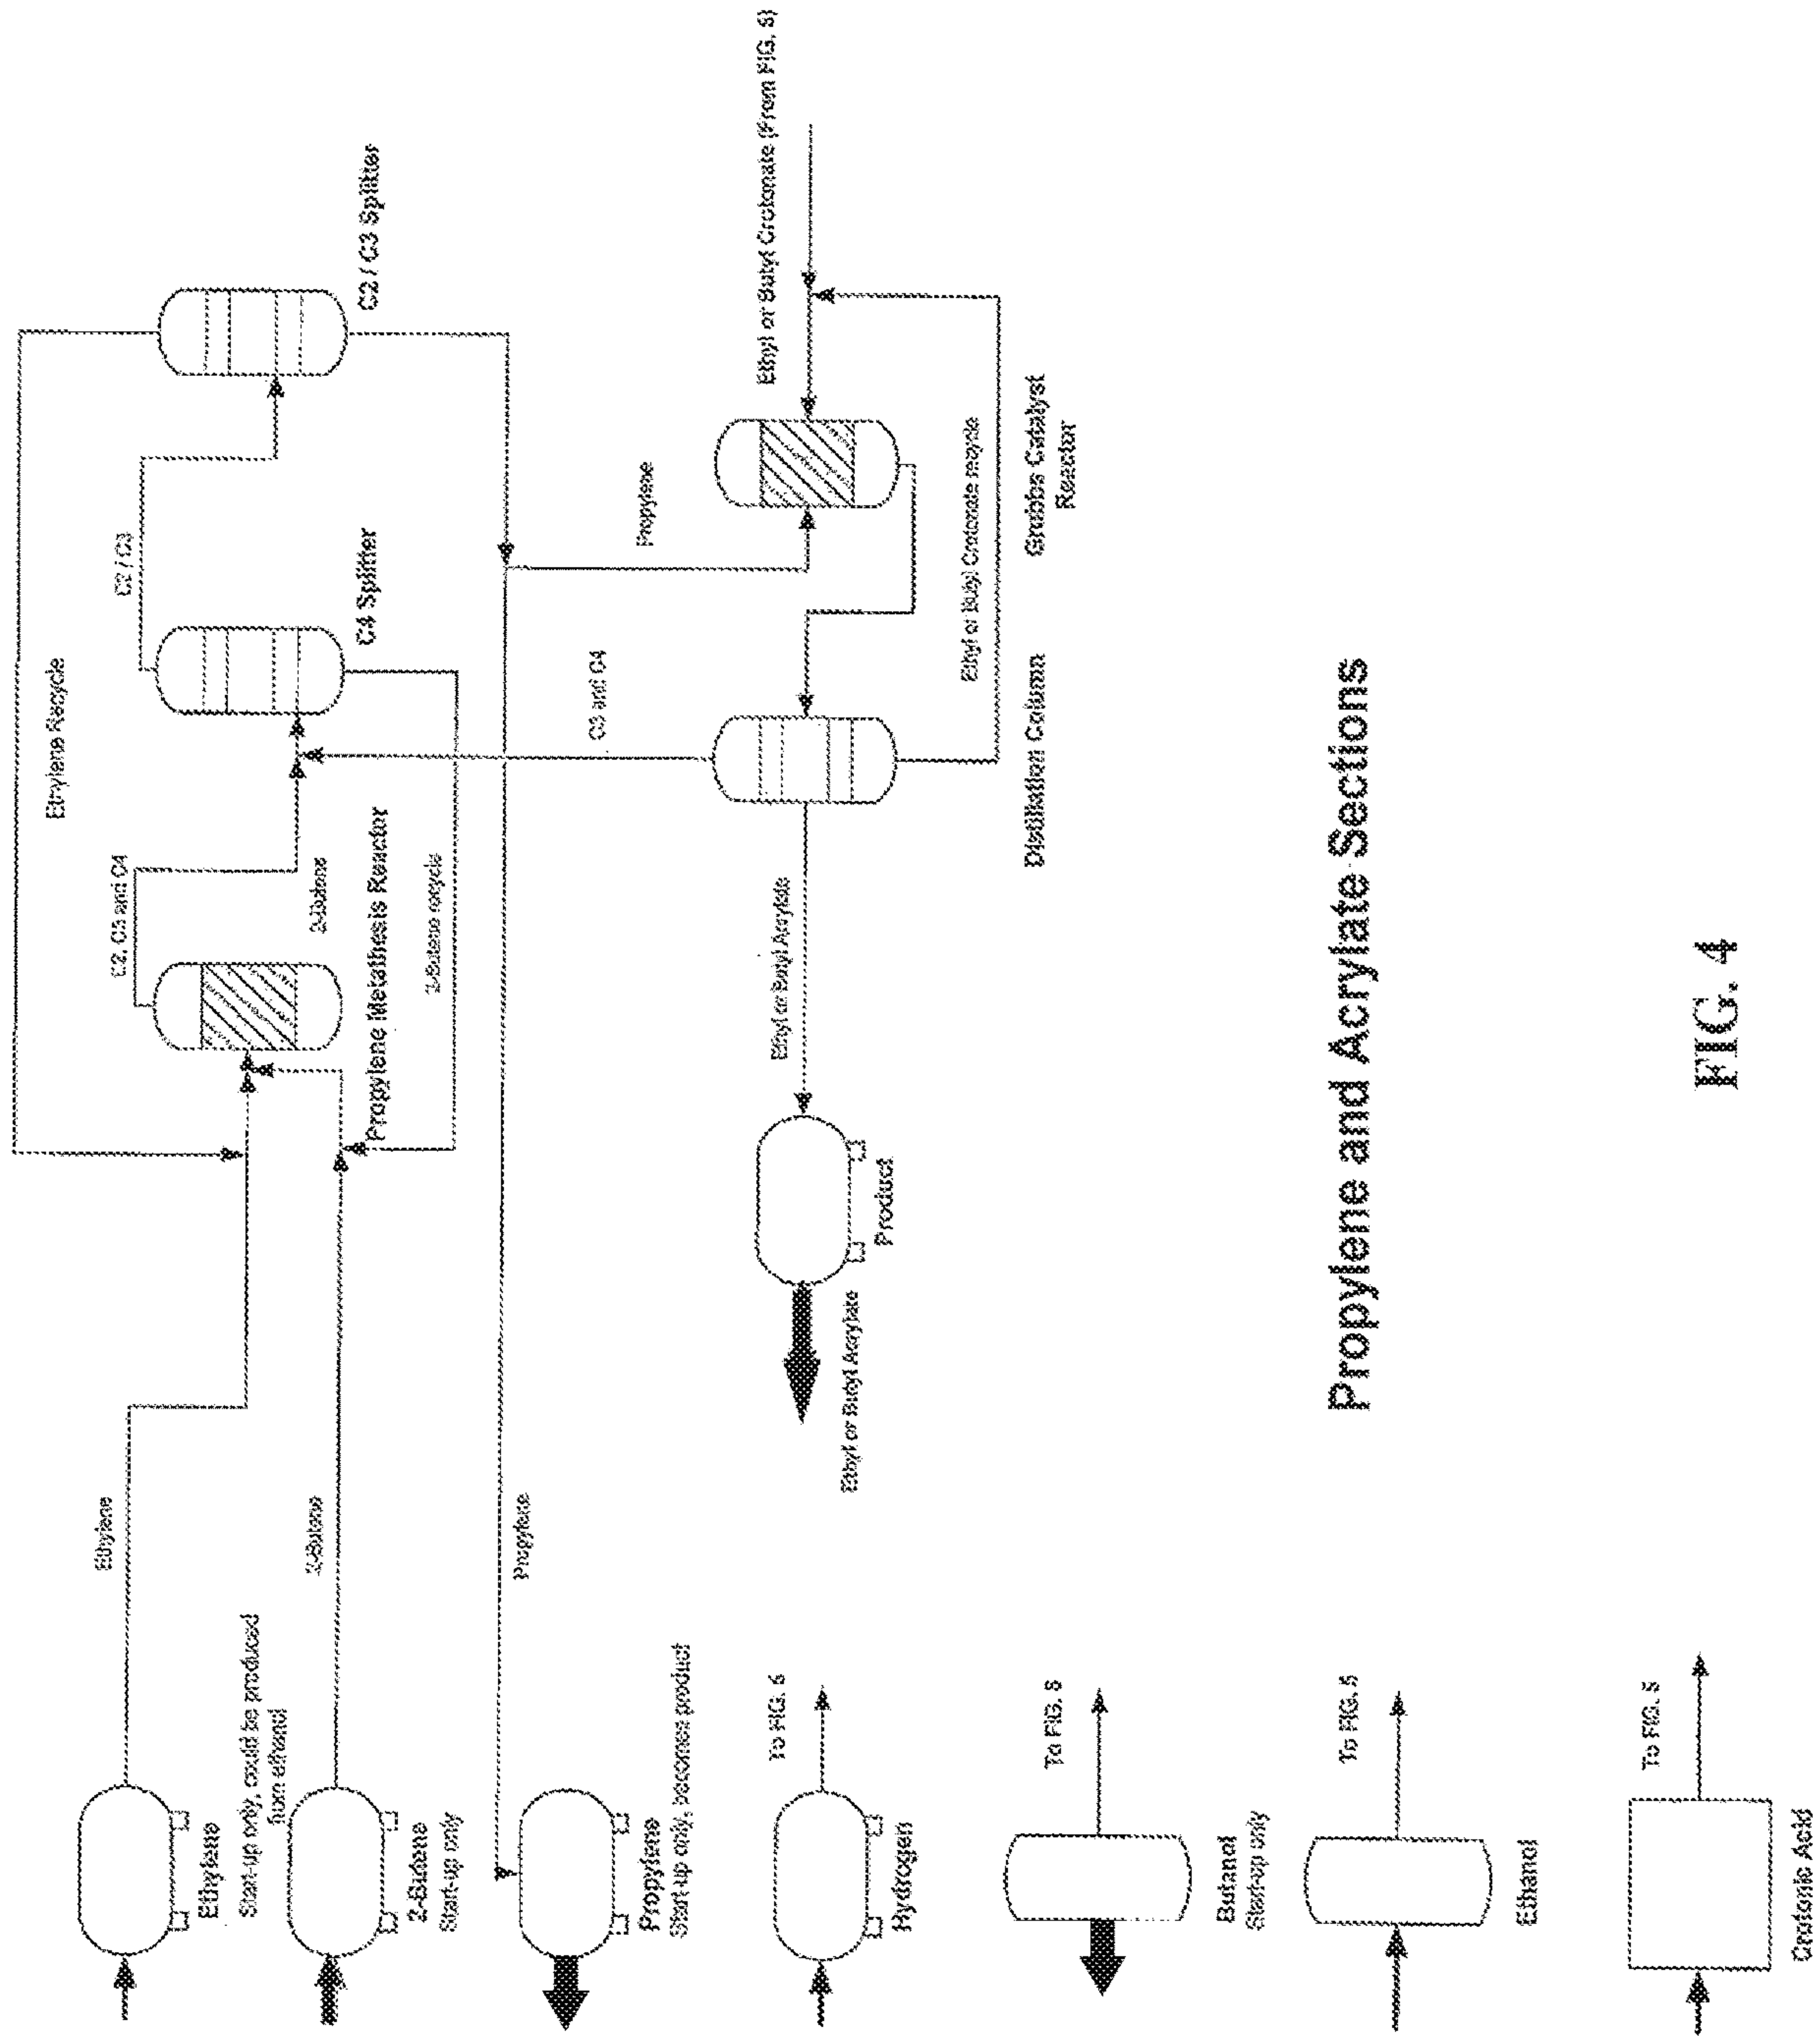 Ethylene Recycle
C2 / C3
C2, C3 and C4
C2 / C3 Splitter
C4 Splitter
2-Butene
Propylene Metathesis Reactor
2-Butene recycle
Ethylene
2-Butene
Propylene
Ethylene
Start-up only, could be produced
from ethanol
2-Butene
Start-up only
Propylene
Start-up only, becomes product
Propylene
C3 and C4
Ethyl or Butyl Crotonate (From FIG. 5)
Ethyl or Butyl Crotonate recycle
Grubbs Catalyst
Reactor
Distillation Column
Ethyl or Butyl Acrylate
Product
Ethyl or Butyl Acrylate
To FIG. 6
Hydrogen
To FIG. 5
Butanol
Start-up only
To FIG. 5
Ethanol
To FIG. 5
Crotonic Acid
Propylene and Acrylate Sections
FIG. 4